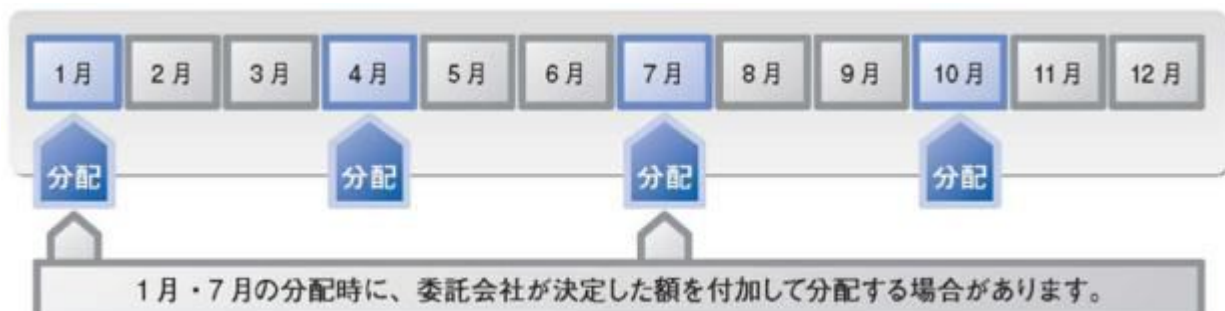 1月 2月 3月 4月 5月 6月 7月 8月 9月 10月 11月 12月
分配 分配 分配 分配
1月・7月の分配時に、委託会社が決定した額を付加して分配する場合があります。